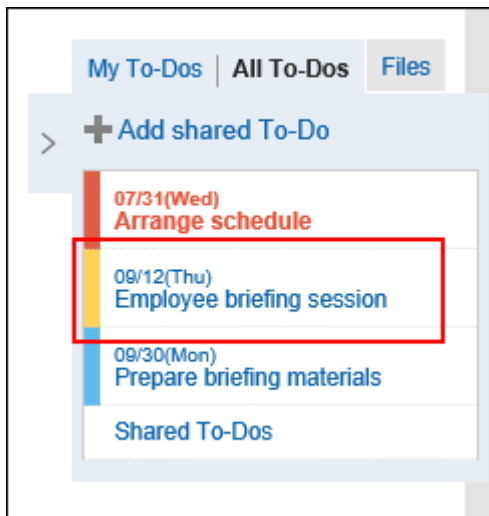 My To-Dos | All To-Dos Files
Add shared To-Do
07/31(Wed)
Arrange schedule
09/12(Thu)
Employee briefing session
09/30(Mon)
Prepare briefing materials
Shared To-Dos